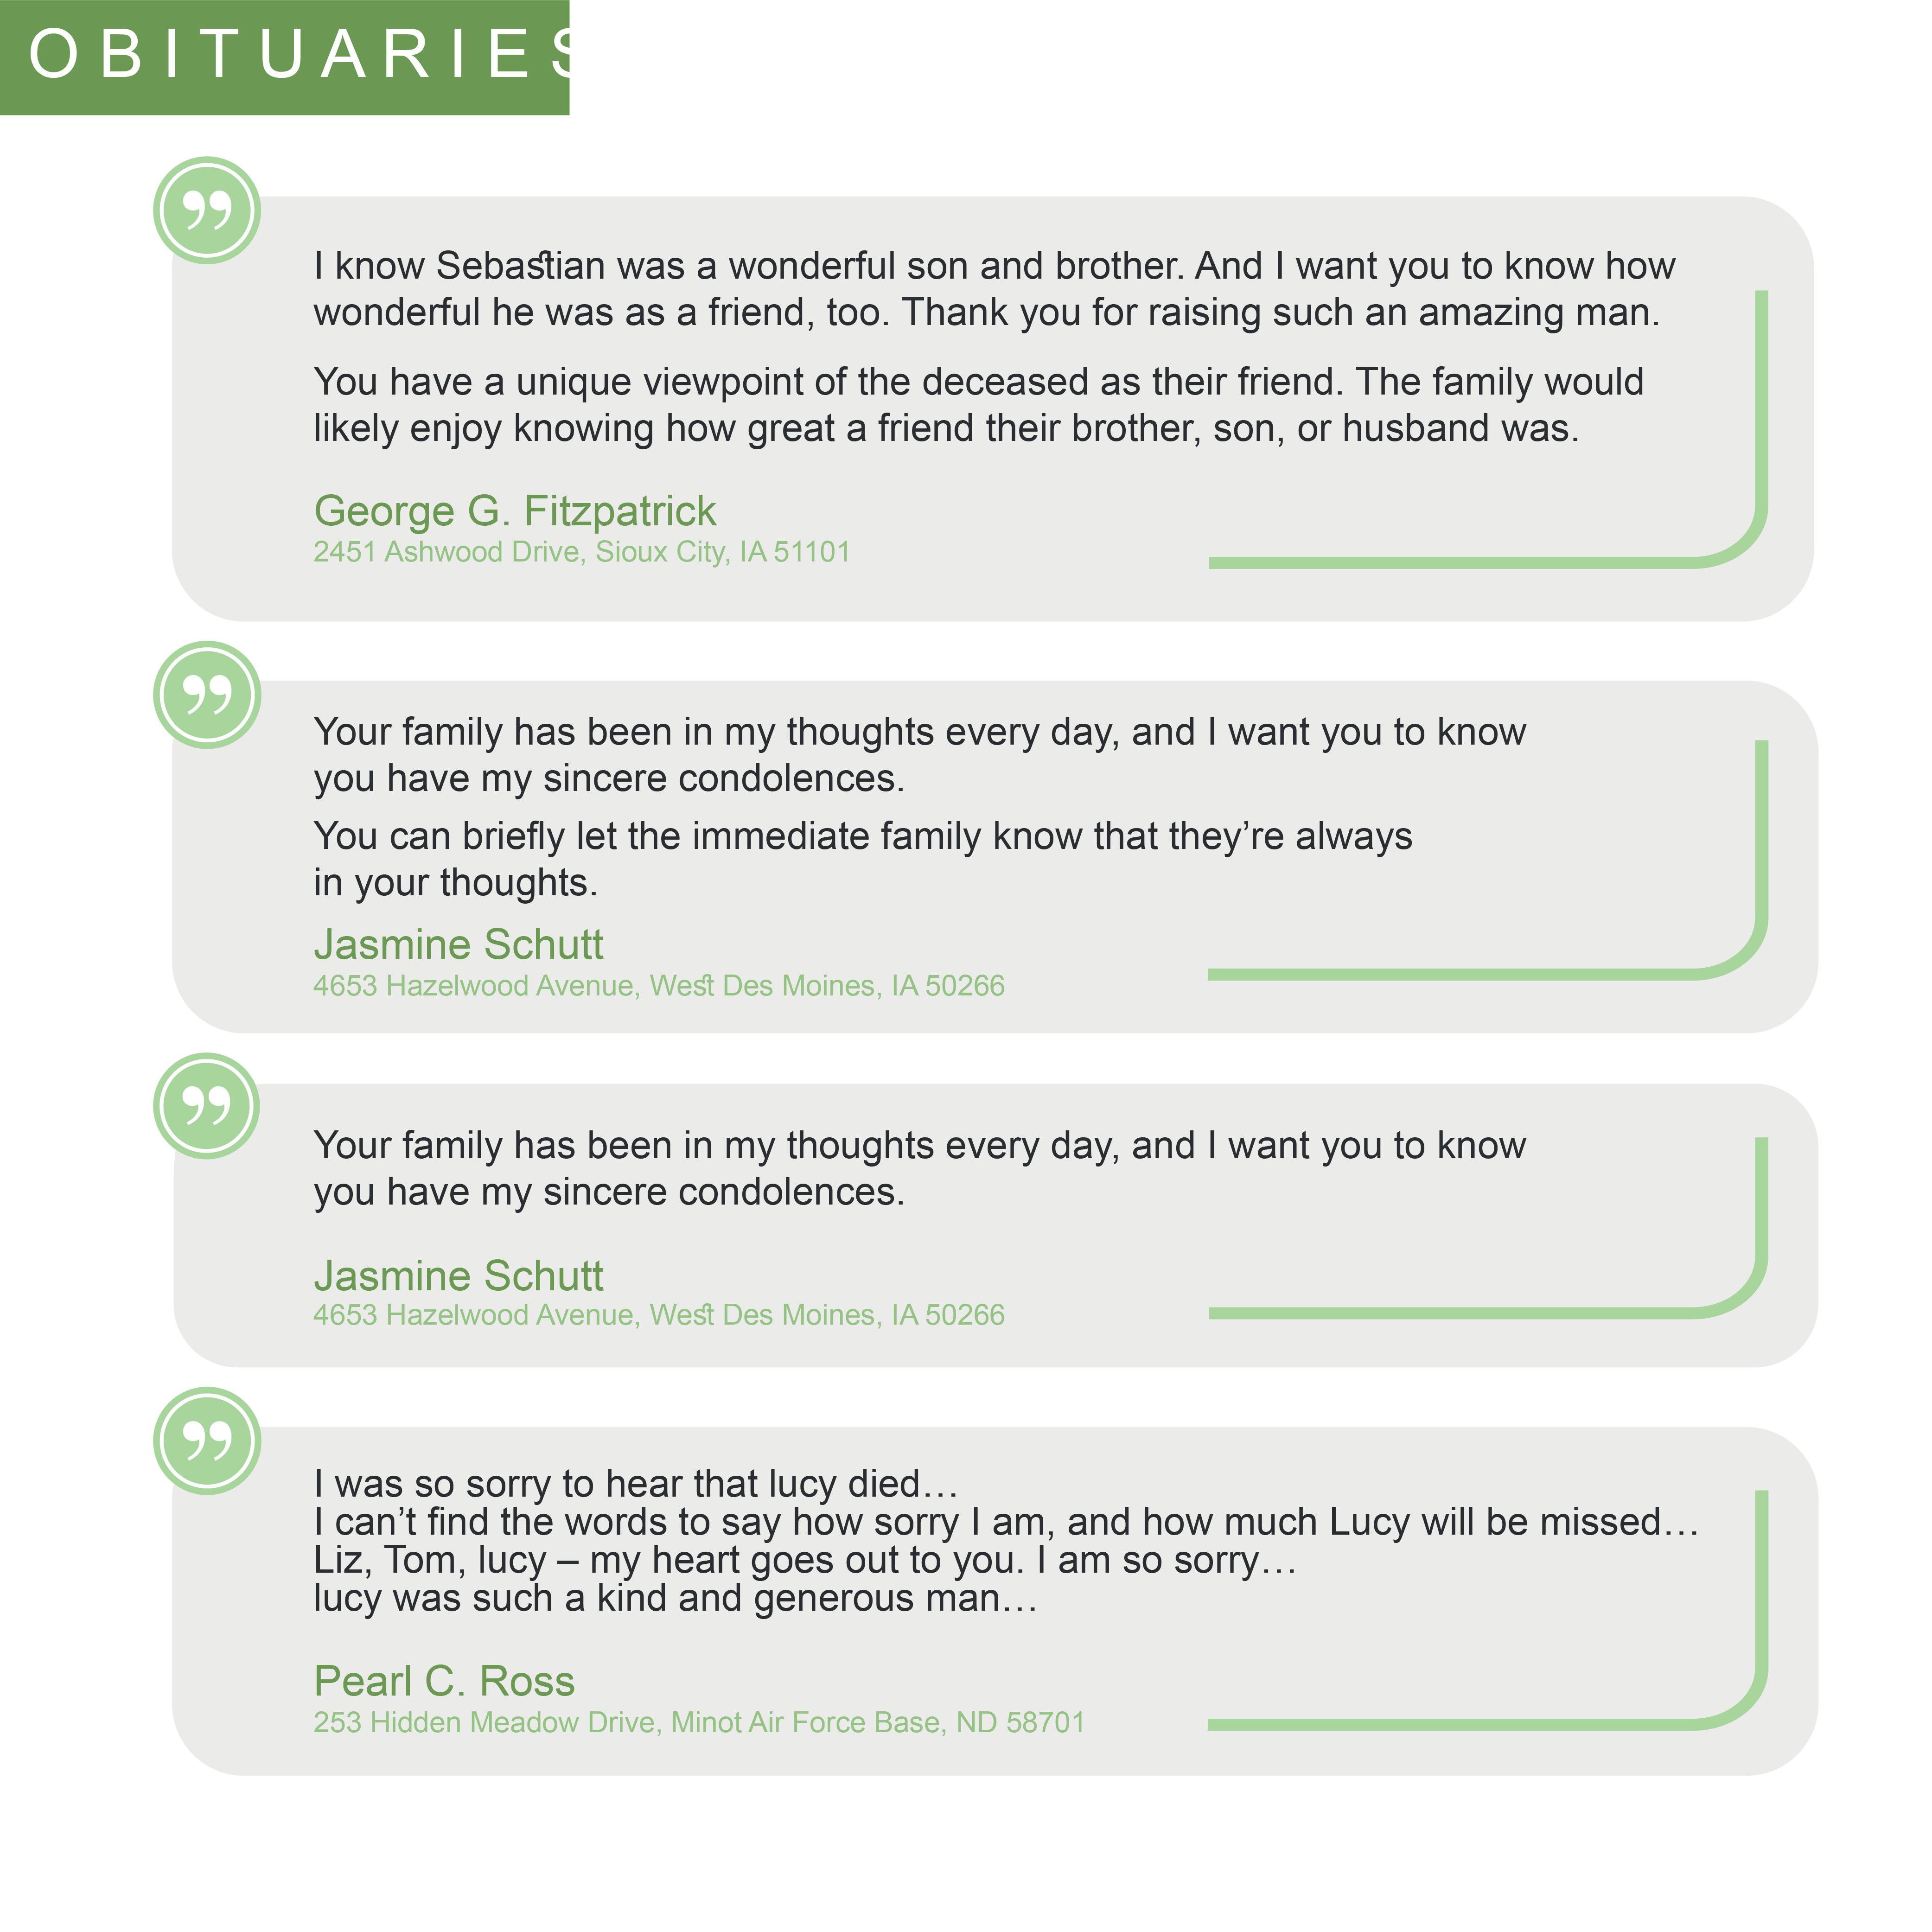 OBITUARIES
I know Sebastian was a wonderful son and brother. And I want you to know how
wonderful he was as a friend, too. Thank you for raising such an amazing man.
You have a unique viewpoint of the deceased as their friend. The family would
likely enjoy knowing how great a friend their brother, son, or husband was.
George G. Fitzpatrick
2451 Ashwood Drive, Sioux City, IA 51101
Your family has been in my thoughts every day, and I want you to know
you have my sincere condolences.
You can briefly let the immediate family know that they’re always
in your thoughts.
Jasmine Schutt
4653 Hazelwood Avenue, West Des Moines, IA 50266
Your family has been in my thoughts every day, and I want you to know
you have my sincere condolences.
Jasmine Schutt
4653 Hazelwood Avenue, West Des Moines, IA 50266
I was so sorry to hear that lucy died…
I can’t find the words to say how sorry I am, and how much Lucy will be missed…
Liz, Tom, lucy – my heart goes out to you. I am so sorry…
lucy was such a kind and generous man…
Pearl C. Ross
253 Hidden Meadow Drive, Minot Air Force Base, ND 58701